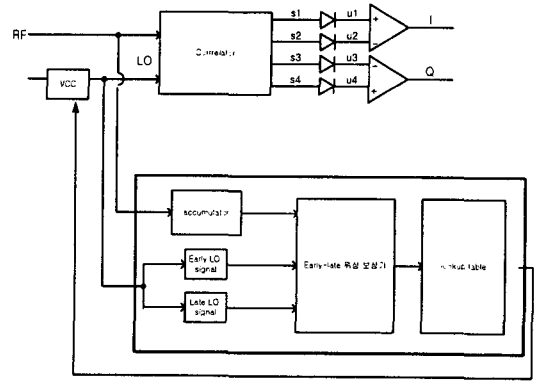 RF
LO
VCC
Correlator
s1
s2
s3
s4
u1
u2
u3
u4
+
−
−
+
I
Q
accumulator
Early LO
signal
Late LO
signal
Early-late 위상 보상기
Lookup table